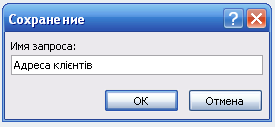 Сохранение
Имя запроса:
Адреса клієнтів
ОК
Отмена